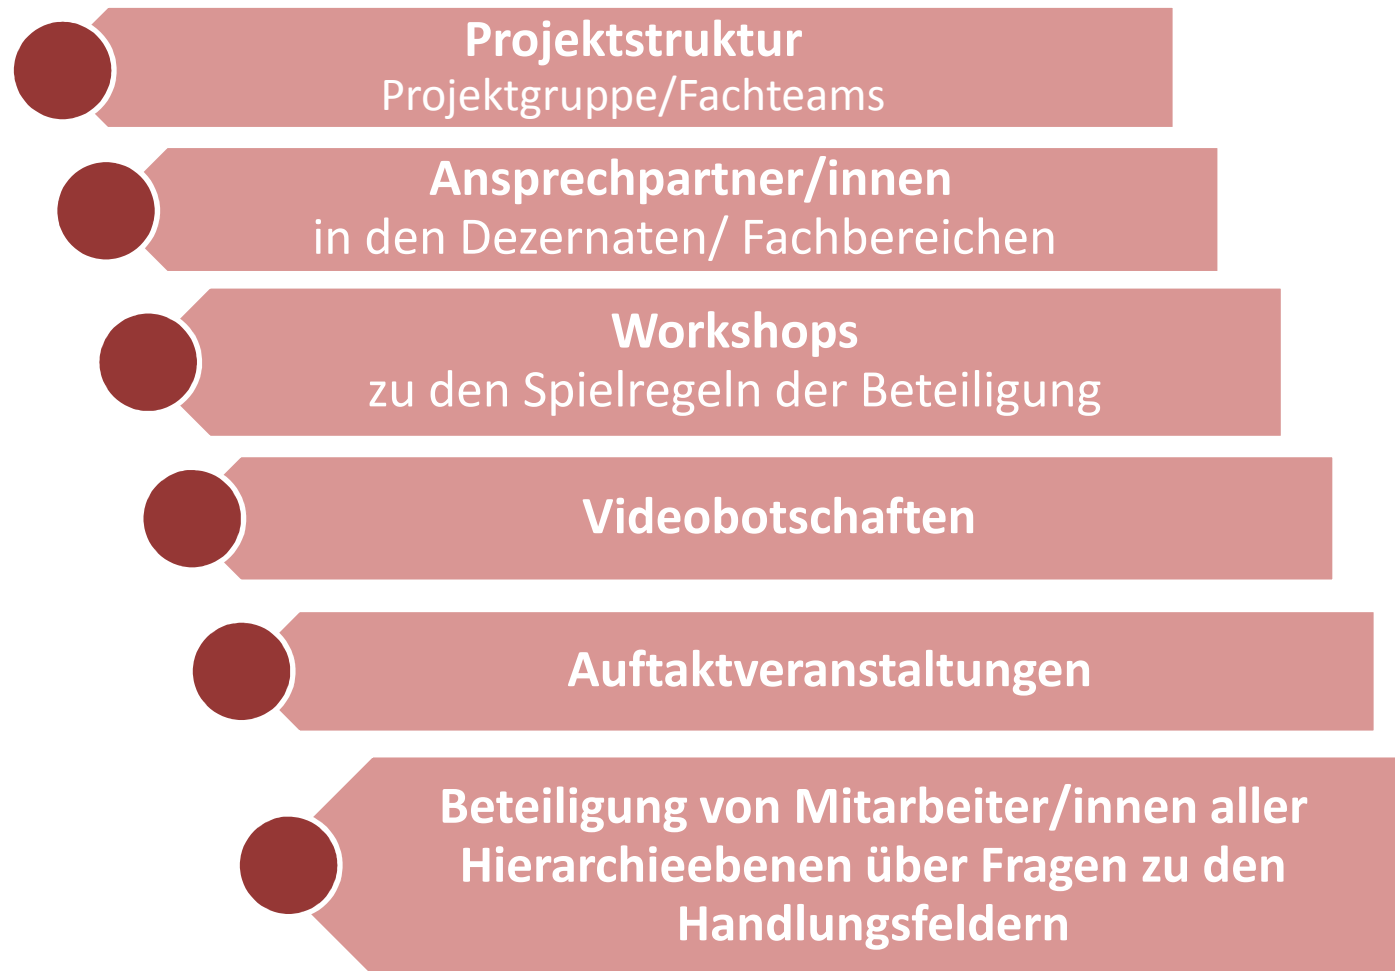 Projektstruktur
Projektgruppe/Fachteams
Ansprechpartner/innen
in den Dezernaten/ Fachbereichen
Workshops
zu den Spielregeln der Beteiligung
Videobotschaften
Auftaktveranstaltungen
Beteiligung von Mitarbeiter/innen aller
Hierarchieebenen über Fragen zu den
Handlungsfeldern